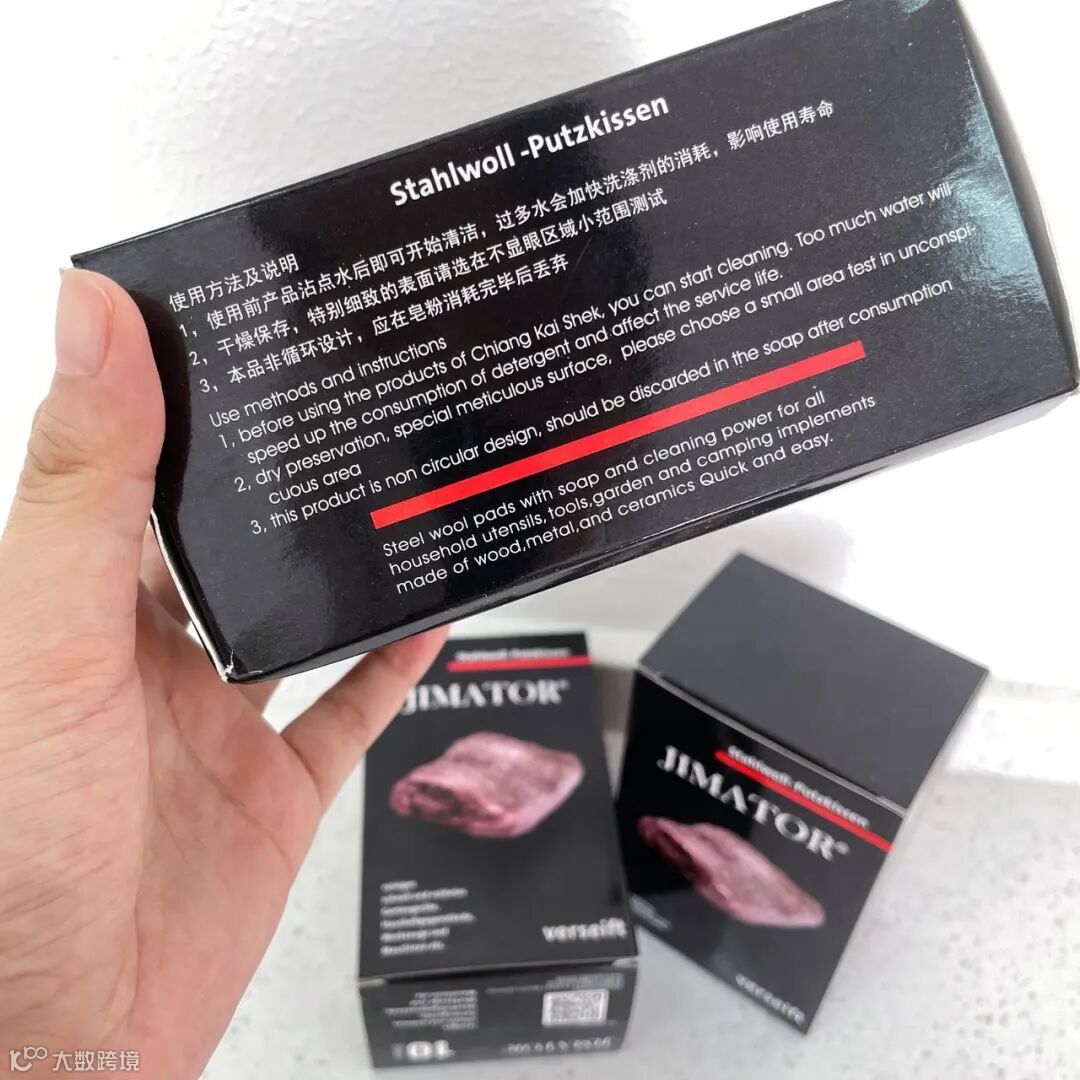 Stahlwoll -Putzkissen
使用方法及说明
1，使用前产品沾点水后即可开始清洁，过多水会加快洗涤剂的消耗，影响使用寿命
2，干燥保存，特别细致的表面请选在不显眼区域小范围测试
3，本品非循环设计，应在皂粉消耗完毕后丢弃
Use methods and instructions
1, before using the products of Chiang Kai Shek, you can start cleaning. Too much water will
speed up the consumption of detergent and affect the service life.
2, dry preservation, special meticulous surface, please choose a small area test in unconspi-
cuous area
3, this product is non circular design, should be discarded in the soap after consumption
Steel wool pads with soap and cleaning power for all
household utensils,tools,garden and camping implements
made of wood,metal,and ceramics Quick and easy.
JIMATOR®
verseift
10
Stahlwoll-Putzkissen
JIMATOR®
verseift
大数跨境